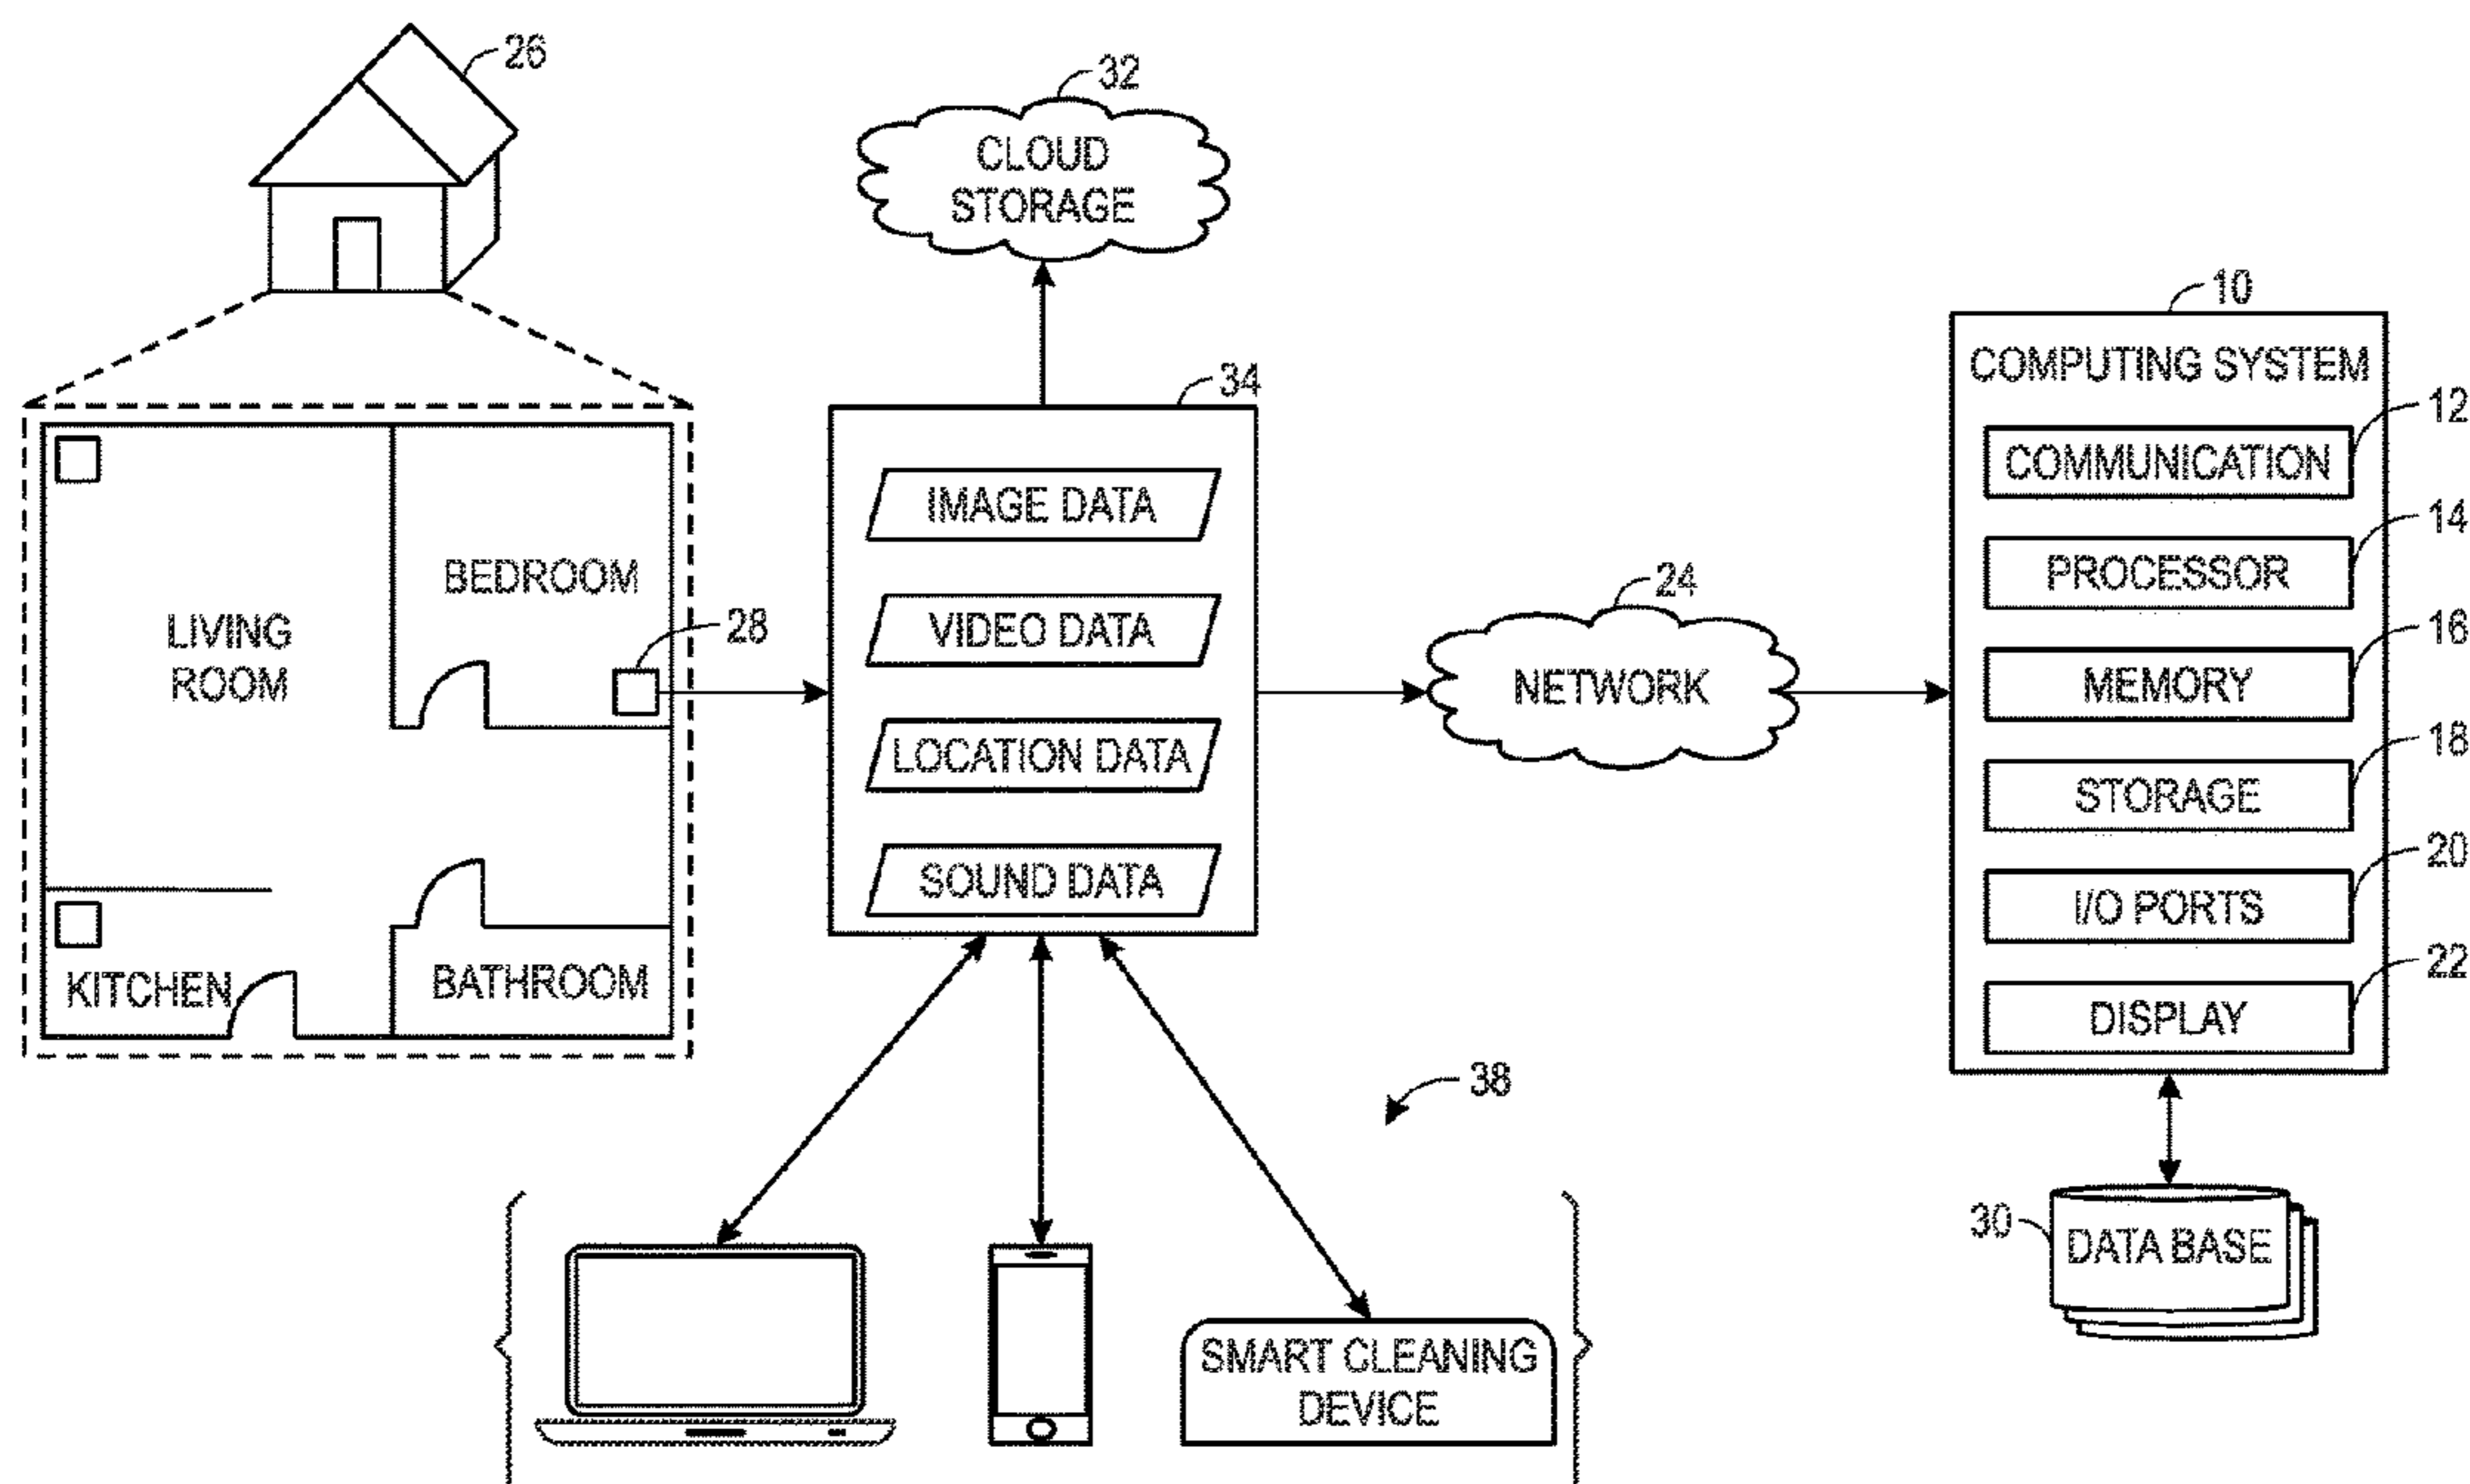 26
32
CLOUD
STORAGE
10
COMPUTING SYSTEM
34
12
COMMUNICATION
IMAGE DATA
14
PROCESSOR
BEDROOM
24
LIVING
ROOM
28
VIDEO DATA
16
MEMORY
NETWORK
LOCATION DATA
18
STORAGE
SOUND DATA
20
I/O PORTS
KITCHEN
BATHROOM
22
DISPLAY
38
30
DATA BASE
SMART CLEANING
DEVICE